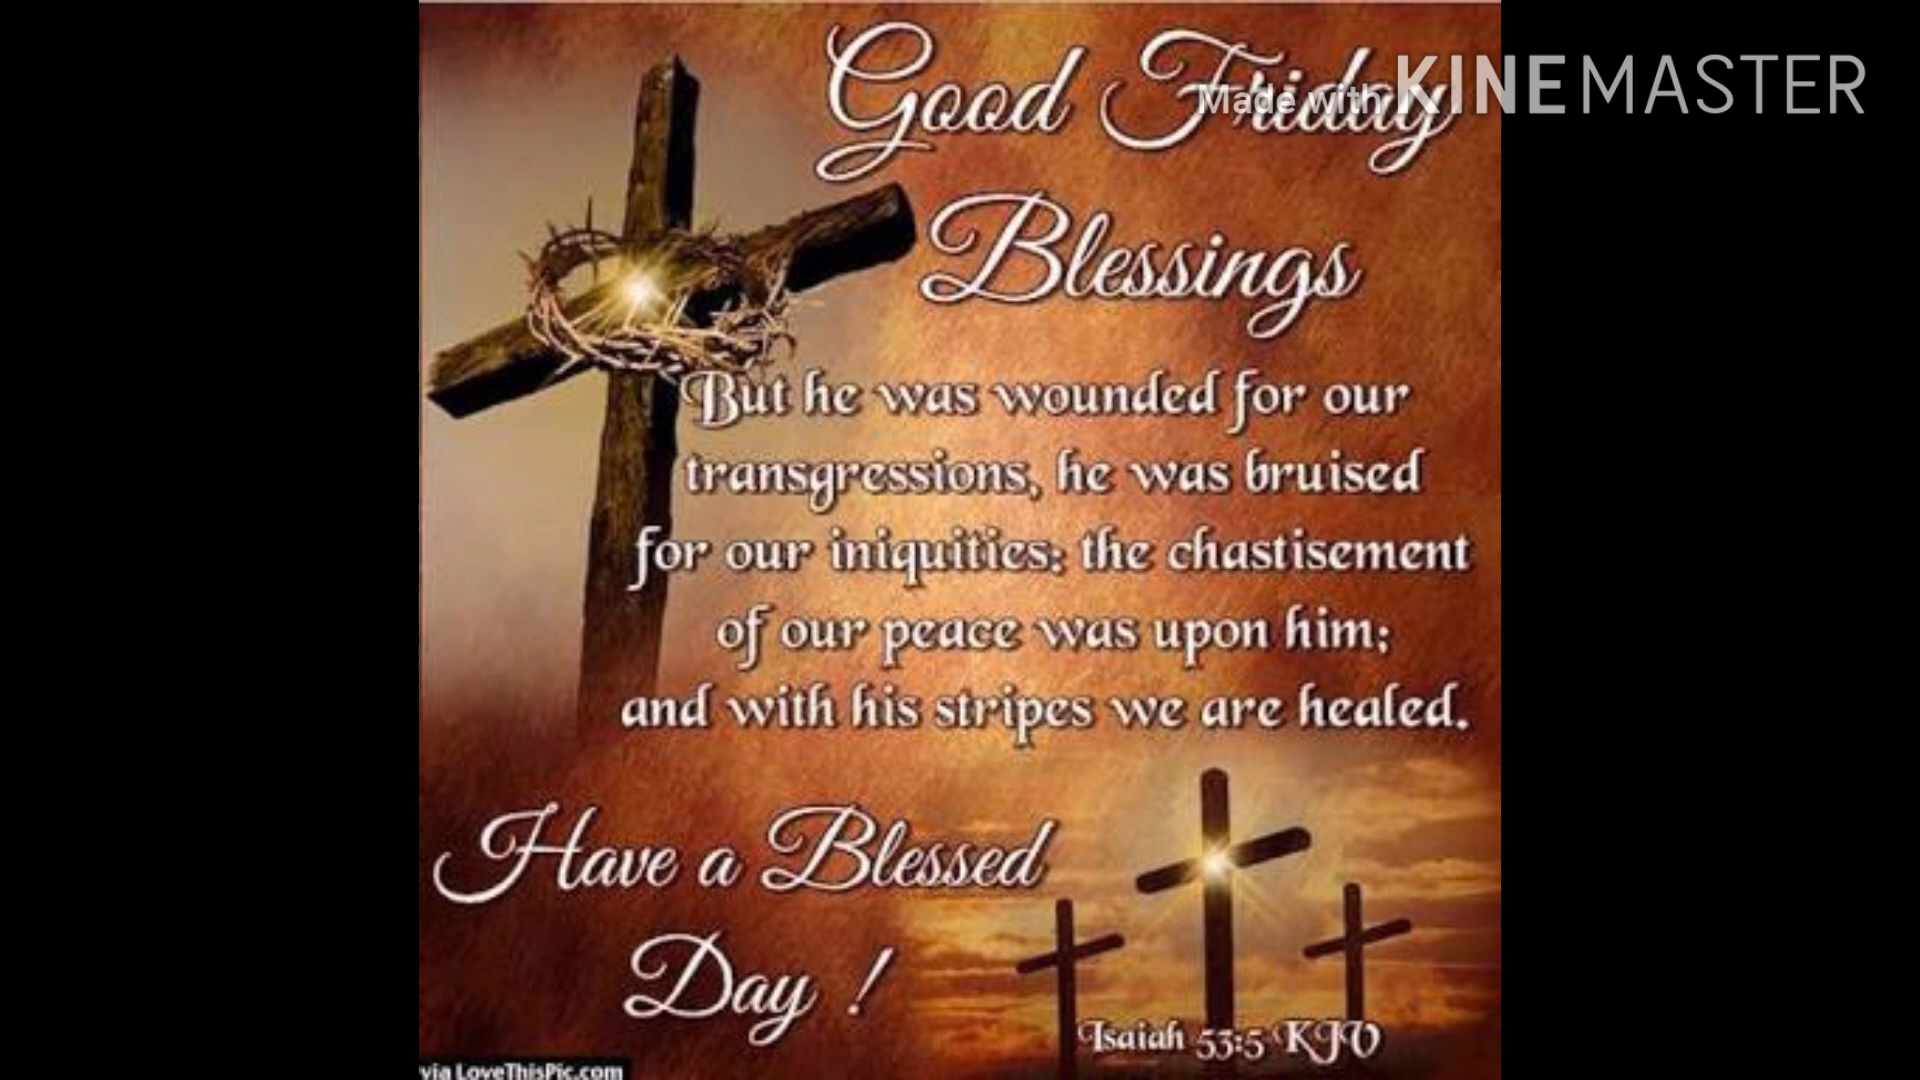 Good Friday
Made with KINEMASTER
Blessings
But he was wounded for our
transgressions, he was bruised
for our iniquities: the chastisement
of our peace was upon him;
and with his stripes we are healed.
Have a Blessed
Day !
Isaiah 53:5 KJV
via LoveThisPic.com